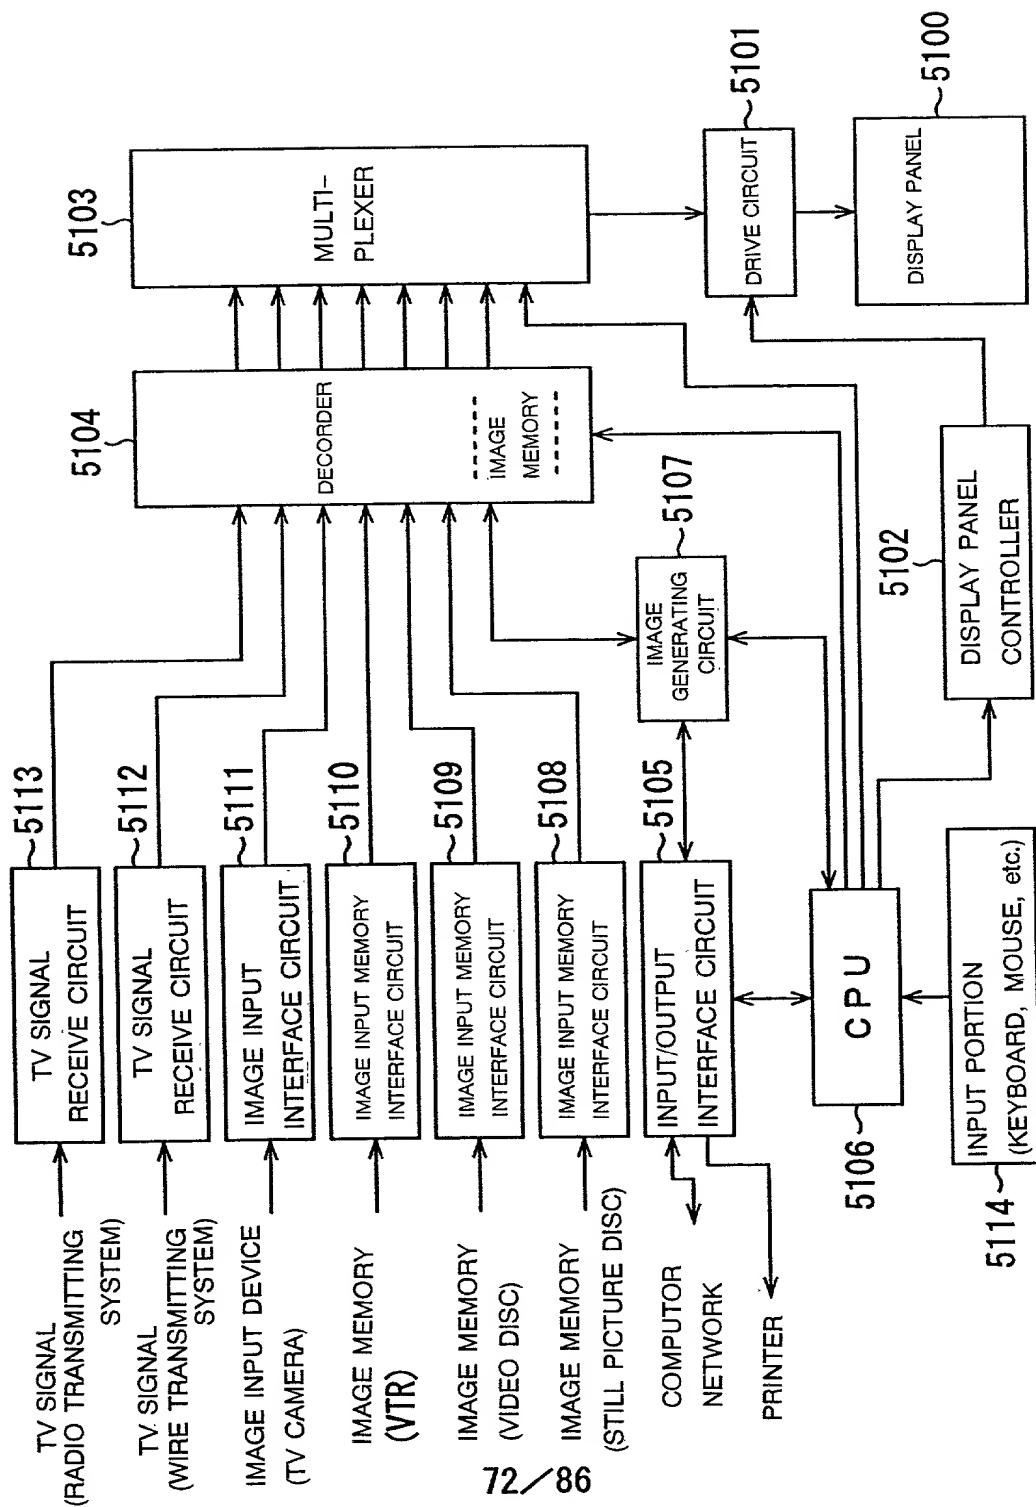 5103
MULTI-
PLEXER
5101
DRIVE CIRCUIT
5100
DISPLAY PANEL
5104
DECORDER
IMAGE
MEMORY
5107
IMAGE
GENERATING
CIRCUIT
5102
DISPLAY PANEL
CONTROLLER
5113
TV SIGNAL
RECEIVE CIRCUIT
5112
TV SIGNAL
RECEIVE CIRCUIT
5111
IMAGE INPUT
INTERFACE CIRCUIT
5110
IMAGE INPUT MEMORY
INTERFACE CIRCUIT
5109
IMAGE INPUT MEMORY
INTERFACE CIRCUIT
5108
IMAGE INPUT MEMORY
INTERFACE CIRCUIT
5105
INPUT/OUTPUT
INTERFACE CIRCUIT
CPU
5106
INPUT PORTION
(KEYBOARD, MOUSE, etc.)
5114
TV SIGNAL
(RADIO TRANSMITTING
SYSTEM)
TV SIGNAL
(WIRE TRANSMITTING
SYSTEM)
IMAGE INPUT DEVICE
(TV CAMERA)
IMAGE MEMORY
(VTR)
IMAGE MEMORY
(VIDEO DISC)
IMAGE MEMORY
(STILL PICTURE DISC)
COMPUTOR
NETWORK
PRINTER
72/86